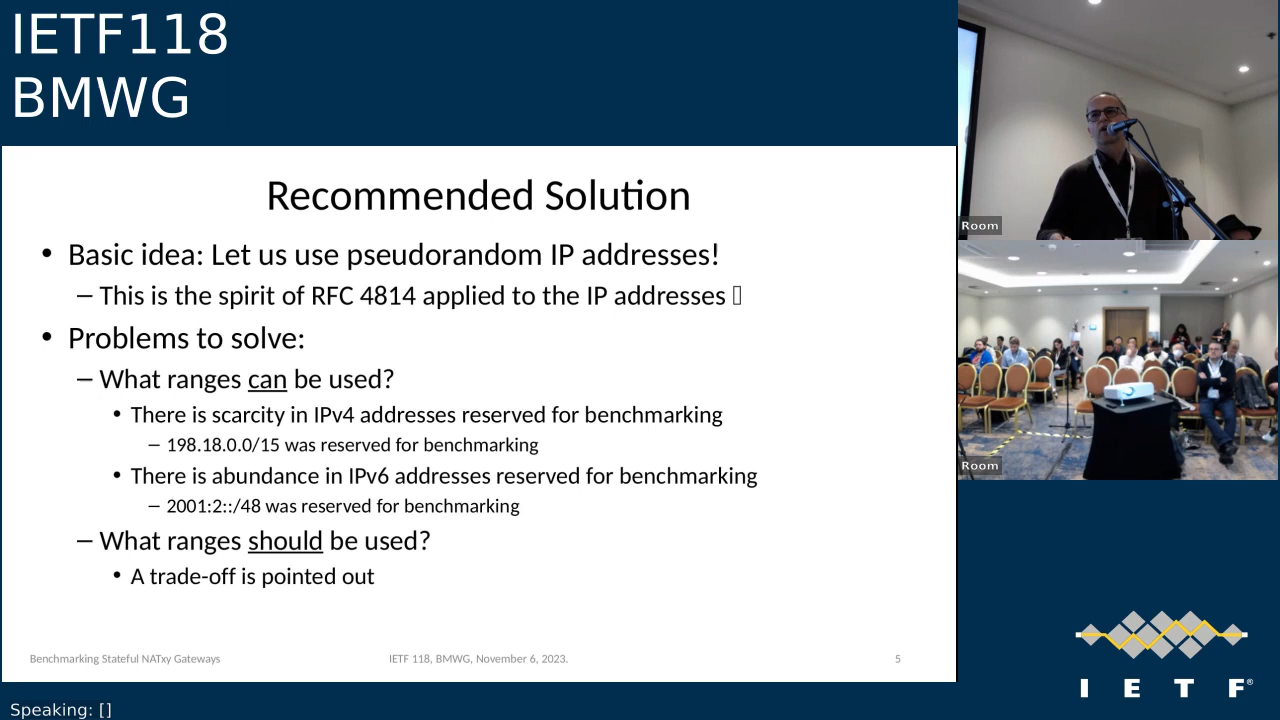 IETF118
BMWG
Recommended Solution
• Basic idea: Let us use pseudorandom IP addresses!
– This is the spirit of RFC 4814 applied to the IP addresses 
• Problems to solve:
– What ranges can be used?
• There is scarcity in IPv4 addresses reserved for benchmarking
– 198.18.0.0/15 was reserved for benchmarking
• There is abundance in IPv6 addresses reserved for benchmarking
– 2001:2::/48 was reserved for benchmarking
– What ranges should be used?
• A trade-off is pointed out
Benchmarking Stateful NATxy Gateways
IETF 118, BMWG, November 6, 2023.
5
Room
Room
I E T F®
Speaking: []